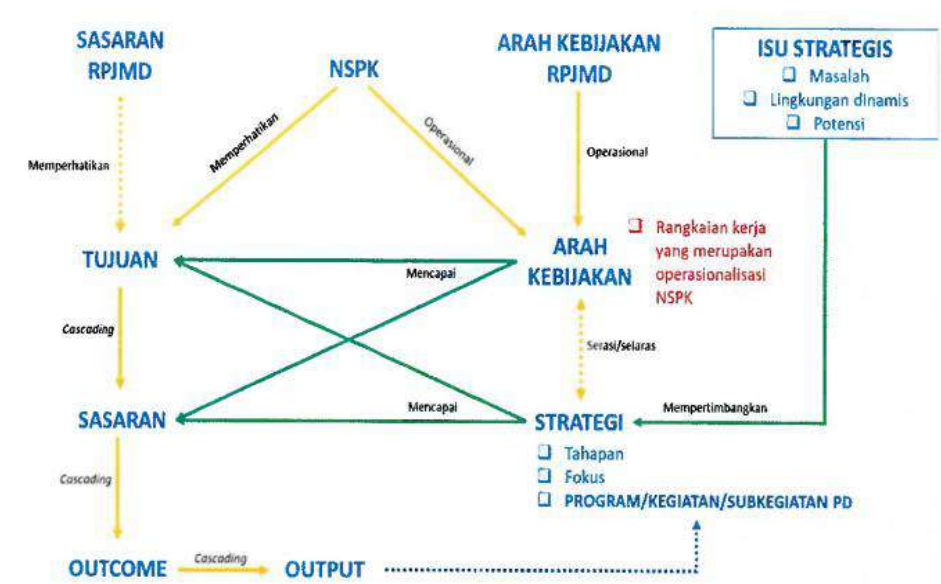 SASARAN
RPJMD
NSPK
ARAH KEBIJAKAN
RPJMD
ISU STRATEGIS
Masalah
Lingkungan dinamis
Potensi
Memperhatikan
Memperhatikan
Operasional
Operasional
TUJUAN
Mencapai
ARAH
KEBIJAKAN
Rangkaian kerja
yang merupakan
operasionalisasi
NSPK
Cascading
Serasi/selaras
SASARAN
Mencapai
STRATEGI
Mempertimbangkan
Tahapan
Fokus
PROGRAM/KEGIATAN/SUBKEGIATAN PD
Cascading
OUTCOME
Cascading
OUTPUT